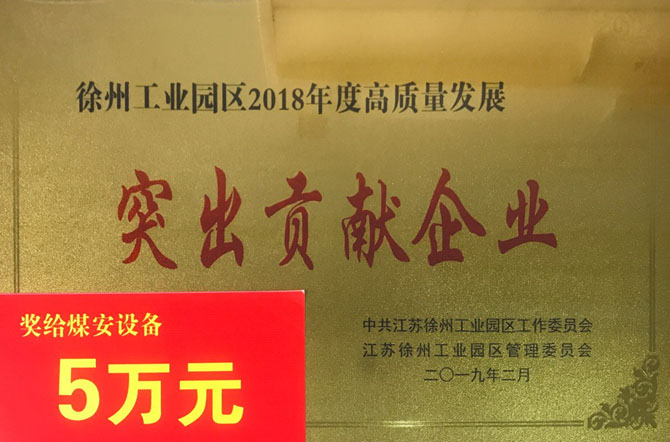 徐州工业园区2018年度高质量发展
突出贡献企业
奖给煤安设备
5万元
中共江苏徐州工业园区工作委员会
江苏徐州工业园区管理委员会
二〇一九年二月